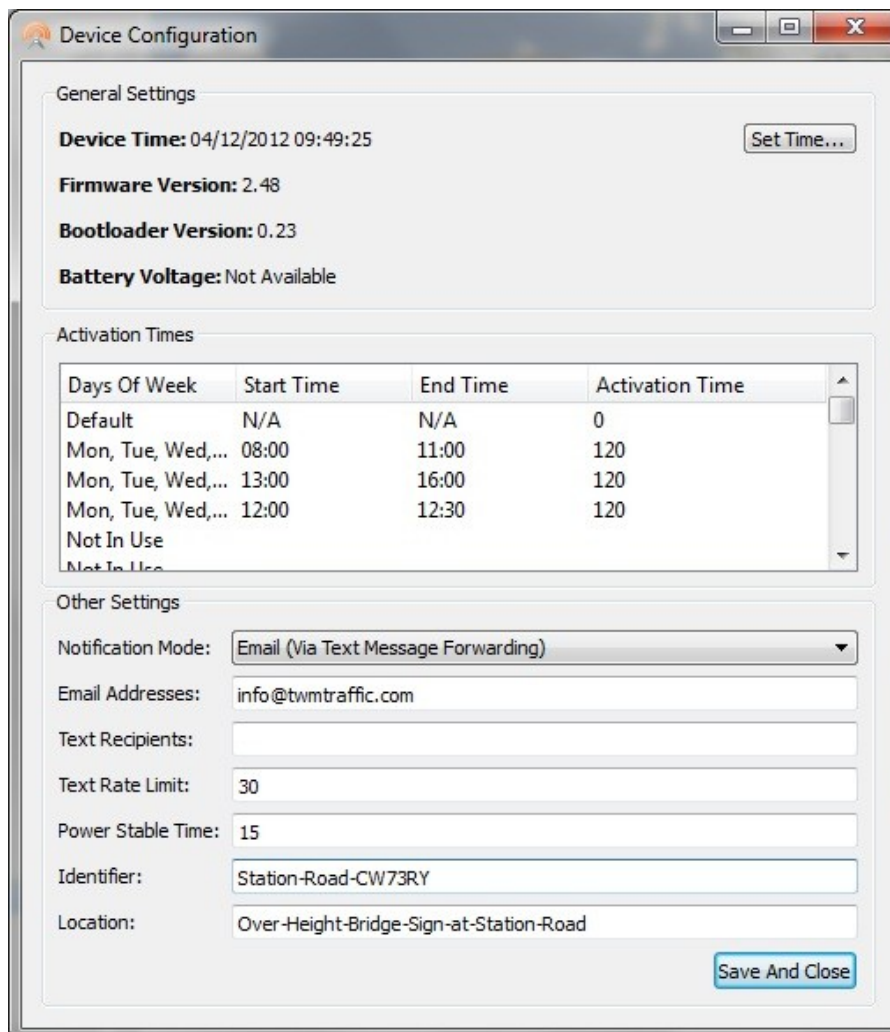 Device Configuration
General Settings
Device Time: 04/12/2012 09:49:25
Set Time...
Firmware Version: 2.48
Bootloader Version: 0.23
Battery Voltage: Not Available
Activation Times
Days Of Week Start Time End Time Activation Time
Default N/A N/A 0
Mon, Tue, Wed,... 08:00 11:00 120
Mon, Tue, Wed,... 13:00 16:00 120
Mon, Tue, Wed,... 12:00 12:30 120
Not In Use
Not In Use
Other Settings
Notification Mode: Email (Via Text Message Forwarding)
Email Addresses: info@twmtraffic.com
Text Recipients:
Text Rate Limit: 30
Power Stable Time: 15
Identifier: Station-Road-CW73RY
Location: Over-Height-Bridge-Sign-at-Station-Road
Save And Close